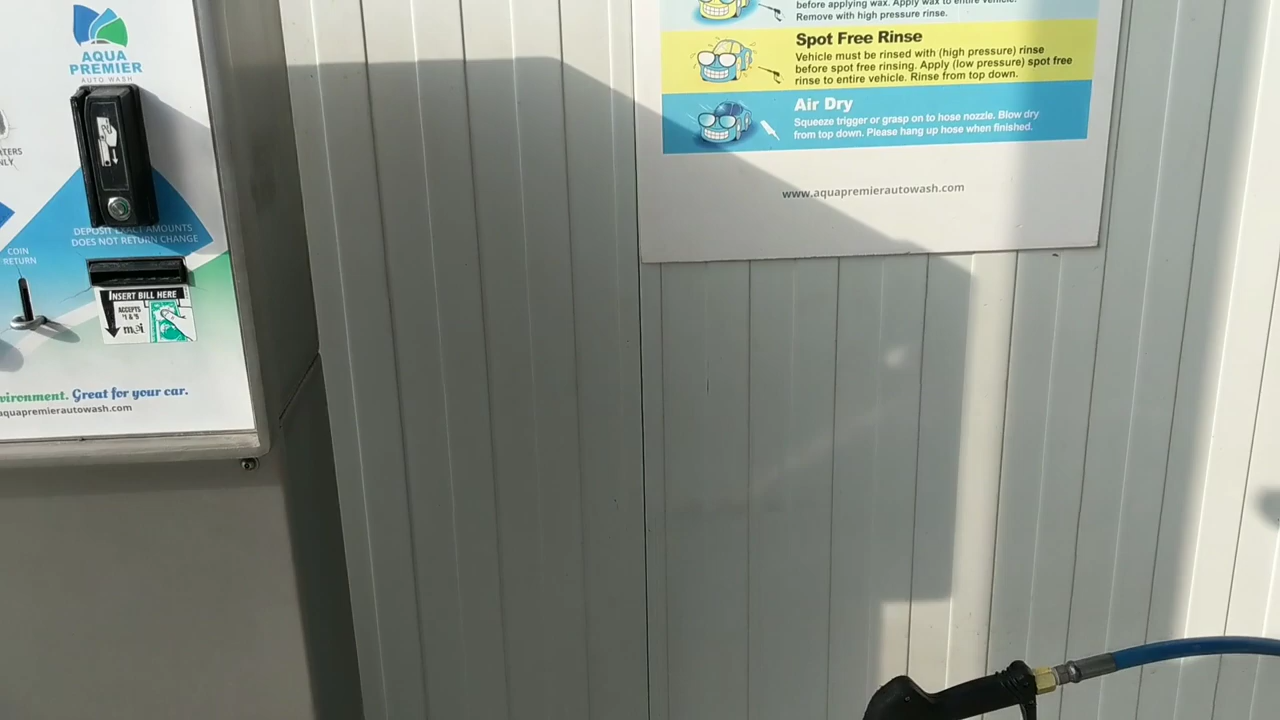 AQUA
PREMIER
AUTO WASH
DEPOSIT EXACT AMOUNTS
DOES NOT RETURN CHANGE
COIN
RETURN
INSERT BILL HERE
ACCEPTS
mei
Great for your car.
aquapremierautowash.com
before applying wax. Apply wax to entire vehicle.
Remove with high pressure rinse.
Spot Free Rinse
Vehicle must be rinsed with (high pressure) rinse
before spot free rinsing. Apply (low pressure) spot free
rinse to entire vehicle. Rinse from top down.
Air Dry
Squeeze trigger or grasp on to hose nozzle. Blow dry
from top down. Please hang up hose when finished.
www.aquapremierautowash.com